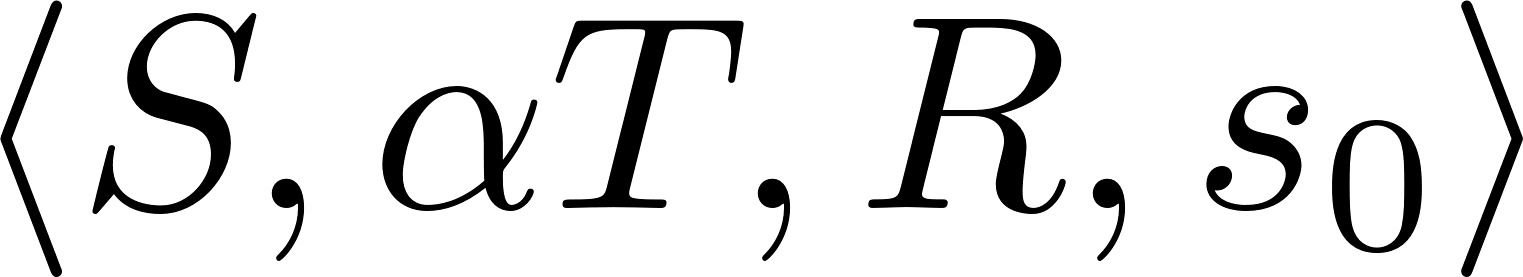 ⟨S, αT, R, s₀⟩